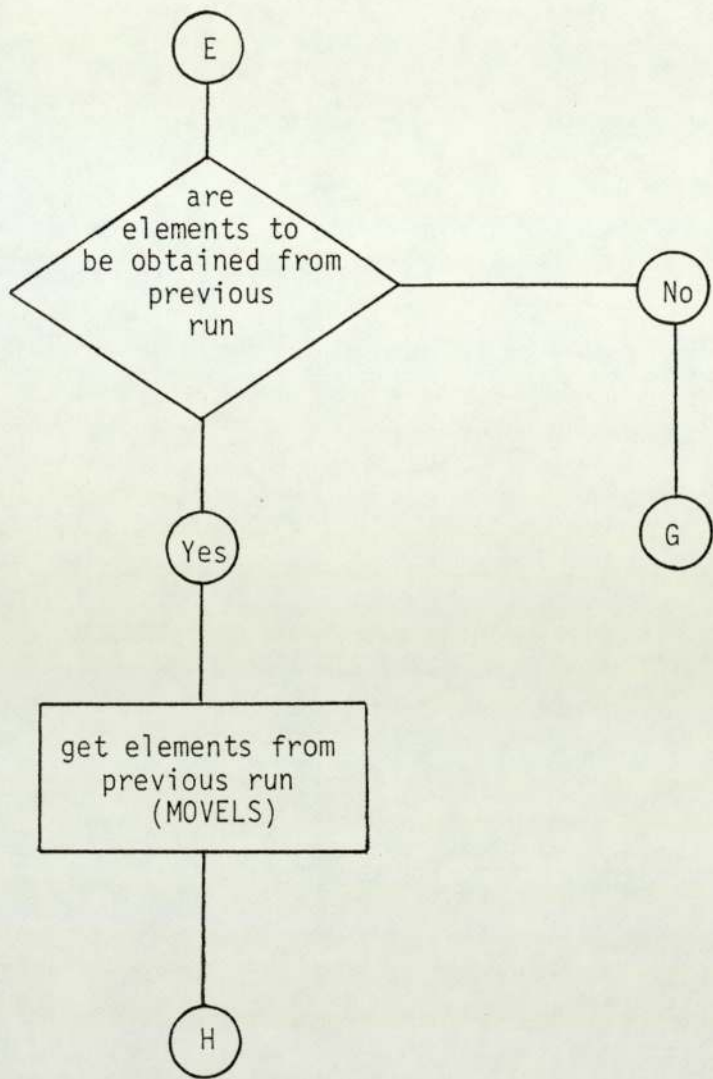 E
are
elements to
be obtained from
previous
run
No
Yes
G
get elements from
previous run
(MOVELS)
H